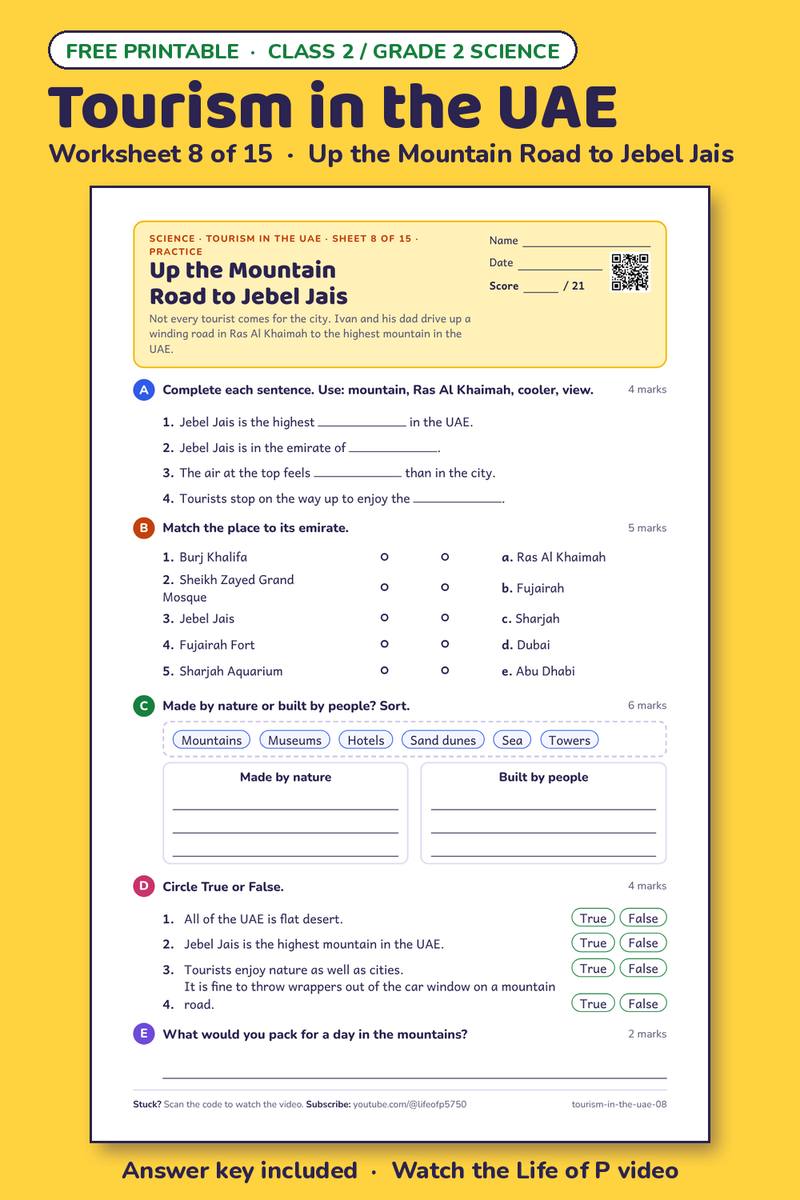 FREE PRINTABLE · CLASS 2 / GRADE 2 SCIENCE
Tourism in the UAE
Worksheet 8 of 15 · Up the Mountain Road to Jebel Jais
SCIENCE · TOURISM IN THE UAE · SHEET 8 OF 15 ·
PRACTICE
Up the Mountain
Road to Jebel Jais
Not every tourist comes for the city. Ivan and his dad drive up a
winding road in Ras Al Khaimah to the highest mountain in the
UAE.
Name
Date
Score / 21
A Complete each sentence. Use: mountain, Ras Al Khaimah, cooler, view. 4 marks
1. Jebel Jais is the highest ____________ in the UAE.
2. Jebel Jais is in the emirate of ____________.
3. The air at the top feels ____________ than in the city.
4. Tourists stop on the way up to enjoy the ____________.
B Match the place to its emirate. 5 marks
1. Burj Khalifa a. Ras Al Khaimah
2. Sheikh Zayed Grand
Mosque b. Fujairah
3. Jebel Jais c. Sharjah
4. Fujairah Fort d. Dubai
5. Sharjah Aquarium e. Abu Dhabi
C Made by nature or built by people? Sort. 6 marks
Mountains Museums Hotels Sand dunes Sea Towers
Made by nature Built by people
D Circle True or False. 4 marks
1. All of the UAE is flat desert. True False
2. Jebel Jais is the highest mountain in the UAE. True False
3. Tourists enjoy nature as well as cities. True False
It is fine to throw wrappers out of the car window on a mountain
4. road. True False
E What would you pack for a day in the mountains? 2 marks
Stuck? Scan the code to watch the video. Subscribe: youtube.com/@lifeofp5750 tourism-in-the-uae-08
Answer key included · Watch the Life of P video